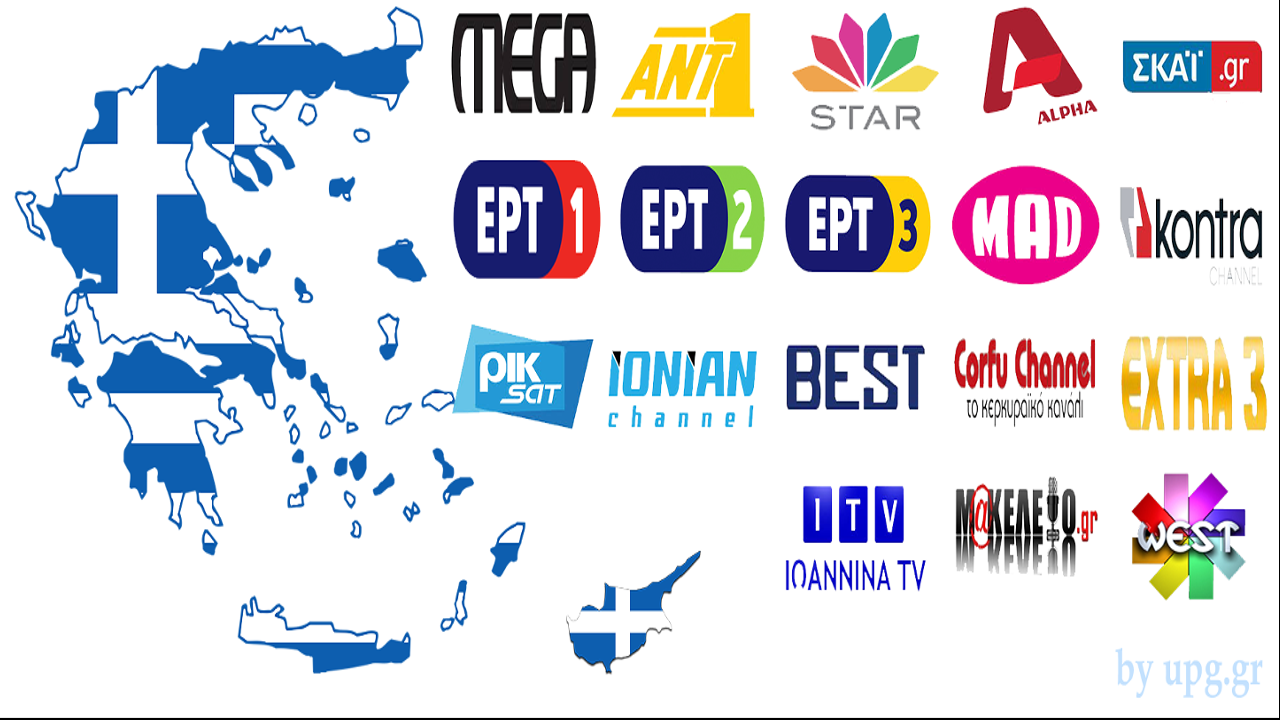 MEGA
ANT1
STAR
ALPHA
ΣΚΑΪ.gr
ΕΡΤ 1
ΕΡΤ 2
ΕΡΤ 3
MAD
kontra
CHANNEL
ΡΙΚ
SAT
IONIAN
channel
BEST
Corfu Channel
το κερκυραϊκό κανάλι
EXTRA 3
ITV
IOANNINA TV
Μ@ΚΕΛΕΙΟ.gr
WEST
by upg.gr